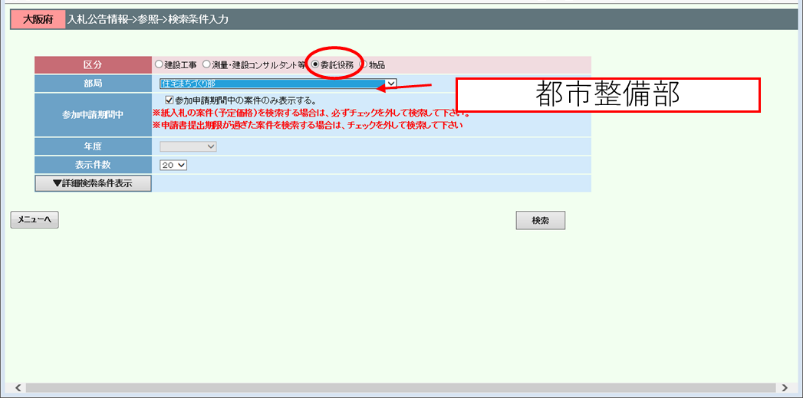 大阪府 入札公告情報->参照->検索条件入力
区分 建設工事 測量・建設コンサルタント等 委託役務 物品
部局 住宅まちづくり部
都市整備部
参加申請期間中 参加申請期間中の案件のみ表示する。
※紙入札の案件(予定価格)を検索する場合は、必ずチェックを外して検索して下さい。
※申請書提出期限が過ぎた案件を検索する場合は、チェックを外して検索して下さい
年度
表示件数 20
▼詳細検索条件表示
メニューへ 検索